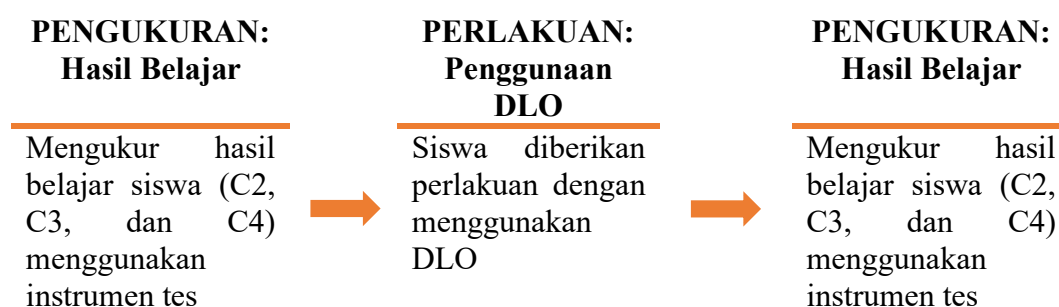 PENGUKURAN:
Hasil Belajar
Mengukur hasil
belajar siswa (C2,
C3, dan C4)
menggunakan
instrumen tes
PERLAKUAN:
Penggunaan
DLO
Siswa diberikan
perlakuan dengan
menggunakan
DLO
PENGUKURAN:
Hasil Belajar
Mengukur hasil
belajar siswa (C2,
C3, dan C4)
menggunakan
instrumen tes